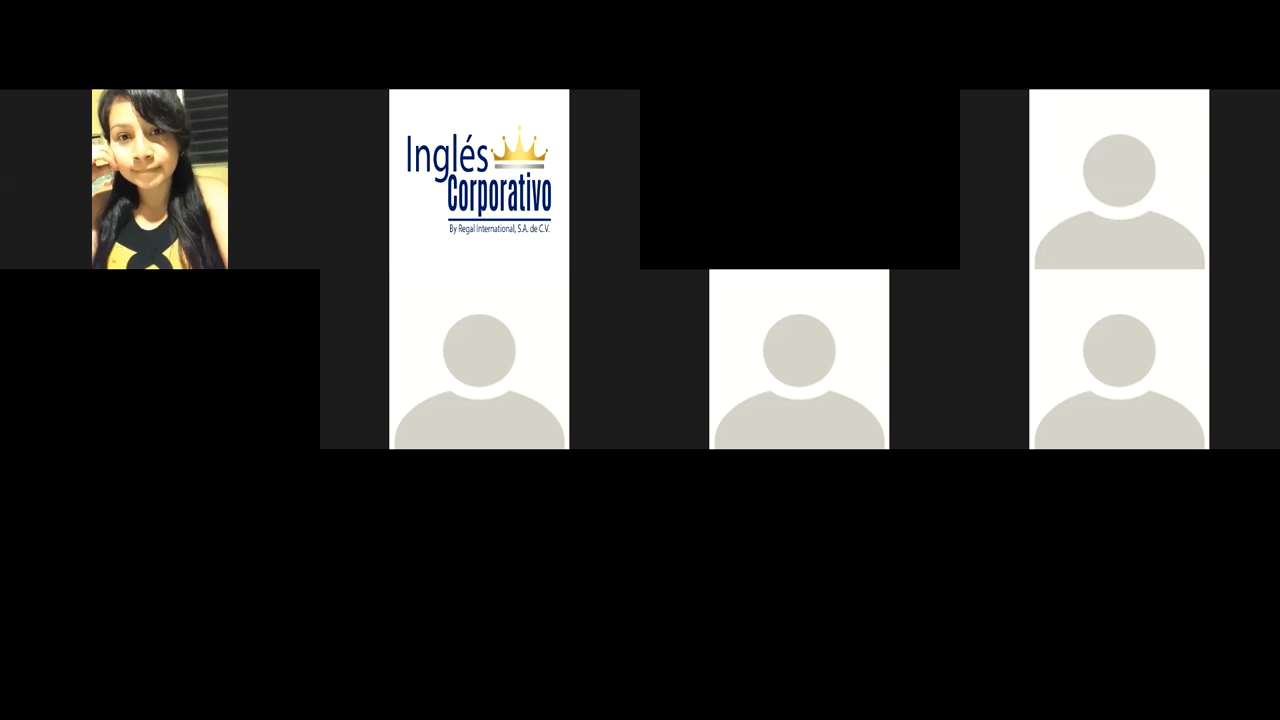 Inglés
Corporativo
By Regal International, S.A. de C.V.